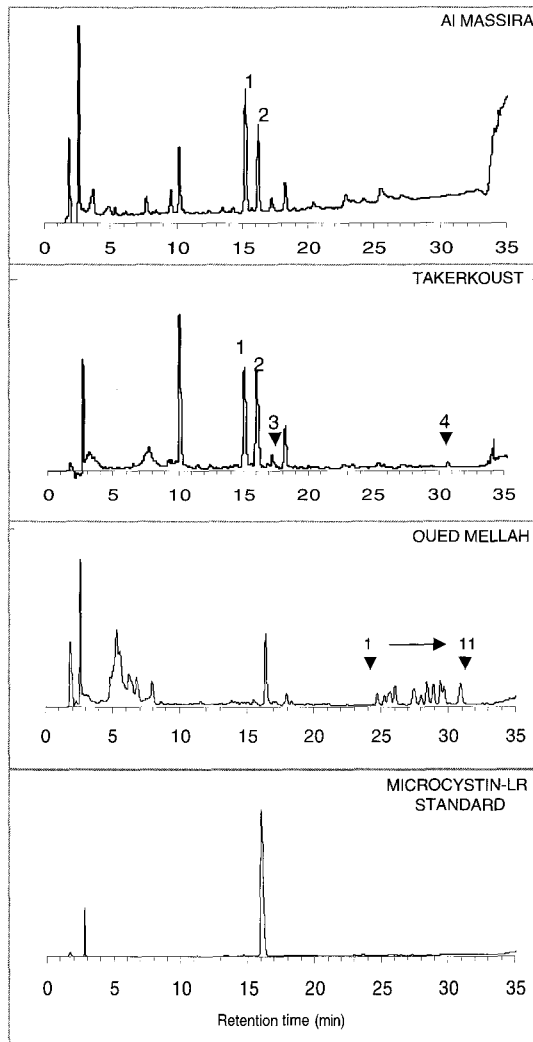 AI MASSIRA
1
2
0 5 10 15 20 25 30 35
TAKERKOUST
1
2
3
4
0 5 10 15 20 25 30 35
OUED MELLAH
1 11
0 5 10 15 20 25 30 35
MICROCYSTIN-LR
STANDARD
0 5 10 15 20 25 30 35
Retention time (min)